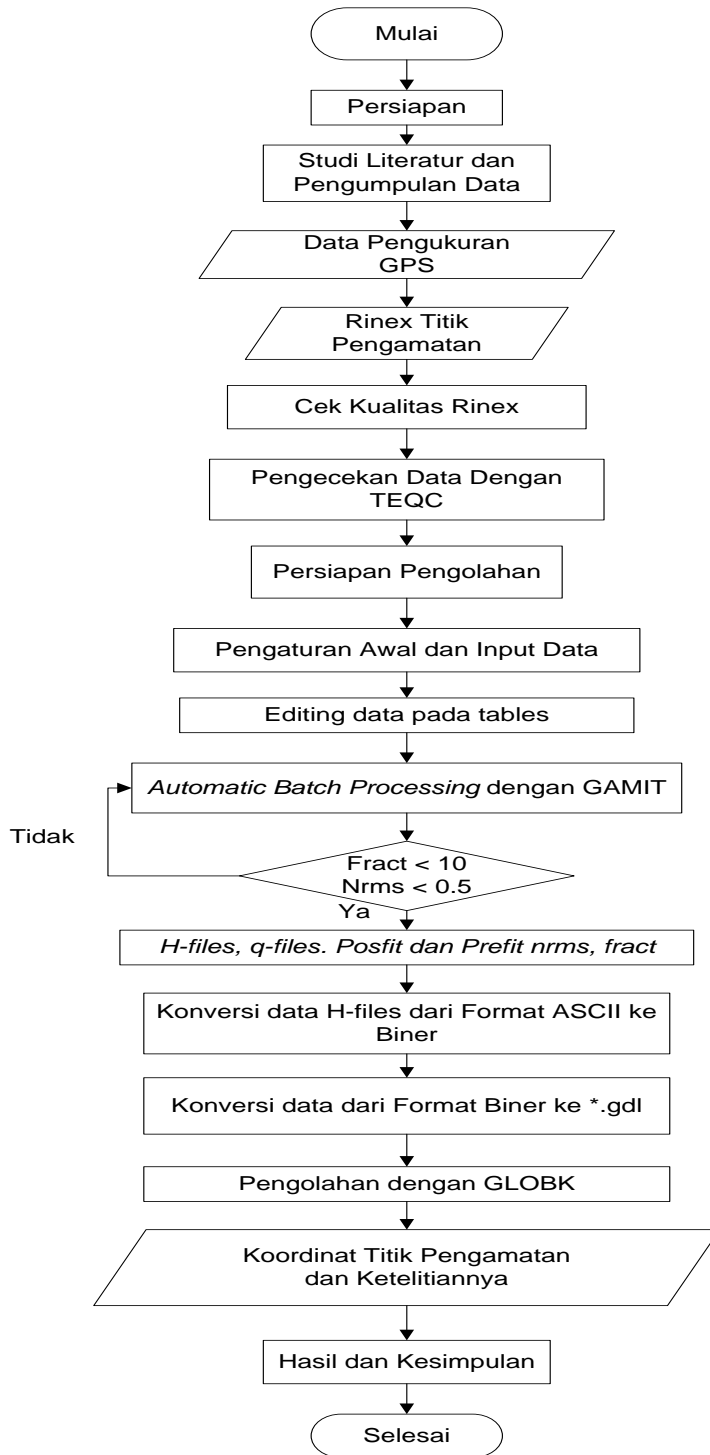 Mulai
Persiapan
Studi Literatur dan
Pengumpulan Data
Data Pengukuran
GPS
Rinex Titik
Pengamatan
Cek Kualitas Rinex
Pengecekan Data Dengan
TEQC
Persiapan Pengolahan
Pengaturan Awal dan Input Data
Editing data pada tables
Automatic Batch Processing dengan GAMIT
Tidak
Fract < 10
Nrms < 0.5
Ya
H-files, q-files. Posfit dan Prefit nrms, fract
Konversi data H-files dari Format ASCII ke
Biner
Konversi data dari Format Biner ke *.gdl
Pengolahan dengan GLOBK
Koordinat Titik Pengamatan
dan Ketelitiannya
Hasil dan Kesimpulan
Selesai